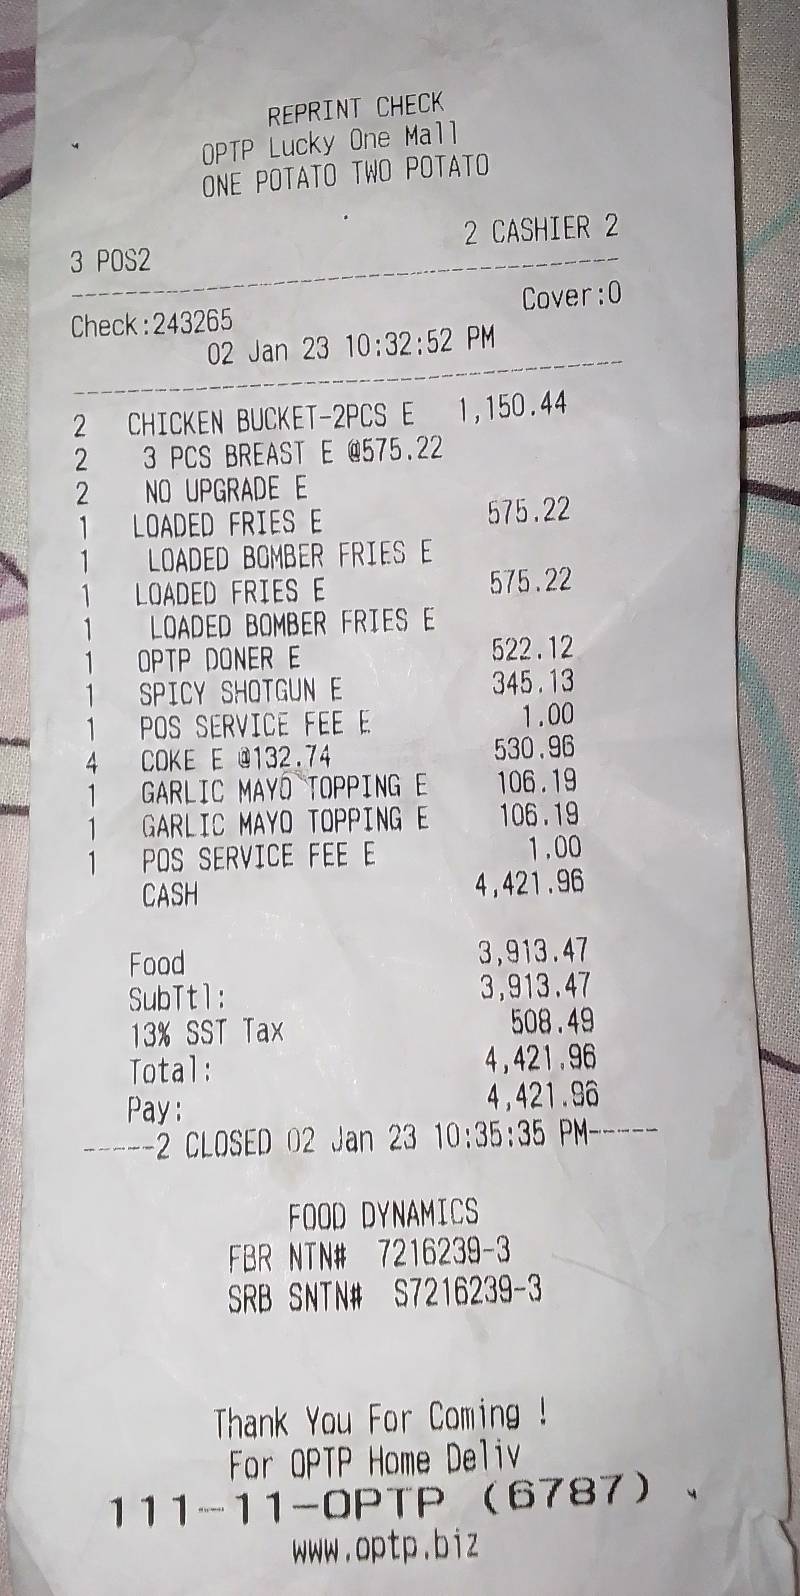 REPRINT CHECK
OPTP Lucky One Mall
ONE POTATO TWO POTATO
3 POS2 2 CASHIER 2
Check:243265 Cover:0
02 Jan 23 10:32:52 PM
2 CHICKEN BUCKET-2PCS E 1,150.44
2 3 PCS BREAST E @575.22
2 NO UPGRADE E
1 LOADED FRIES E 575.22
1 LOADED BOMBER FRIES E
1 LOADED FRIES E 575.22
1 LOADED BOMBER FRIES E
1 OPTP DONER E 522.12
1 SPICY SHOTGUN E 345.13
1 POS SERVICE FEE E 1.00
4 COKE E @132.74 530.96
1 GARLIC MAYO TOPPING E 106.19
1 GARLIC MAYO TOPPING E 106.19
1 POS SERVICE FEE E 1.00
CASH 4,421.96
Food 3,913.47
SubTtl: 3,913.47
13% SST Tax 508.49
Total: 4,421.96
Pay: 4,421.96
-----2 CLOSED 02 Jan 23 10:35:35 PM-----
FOOD DYNAMICS
FBR NTN# 7216239-3
SRB SNTN# S7216239-3
Thank You For Coming !
For OPTP Home Deliv
111-11-OPTP (6787)
www.optp.biz